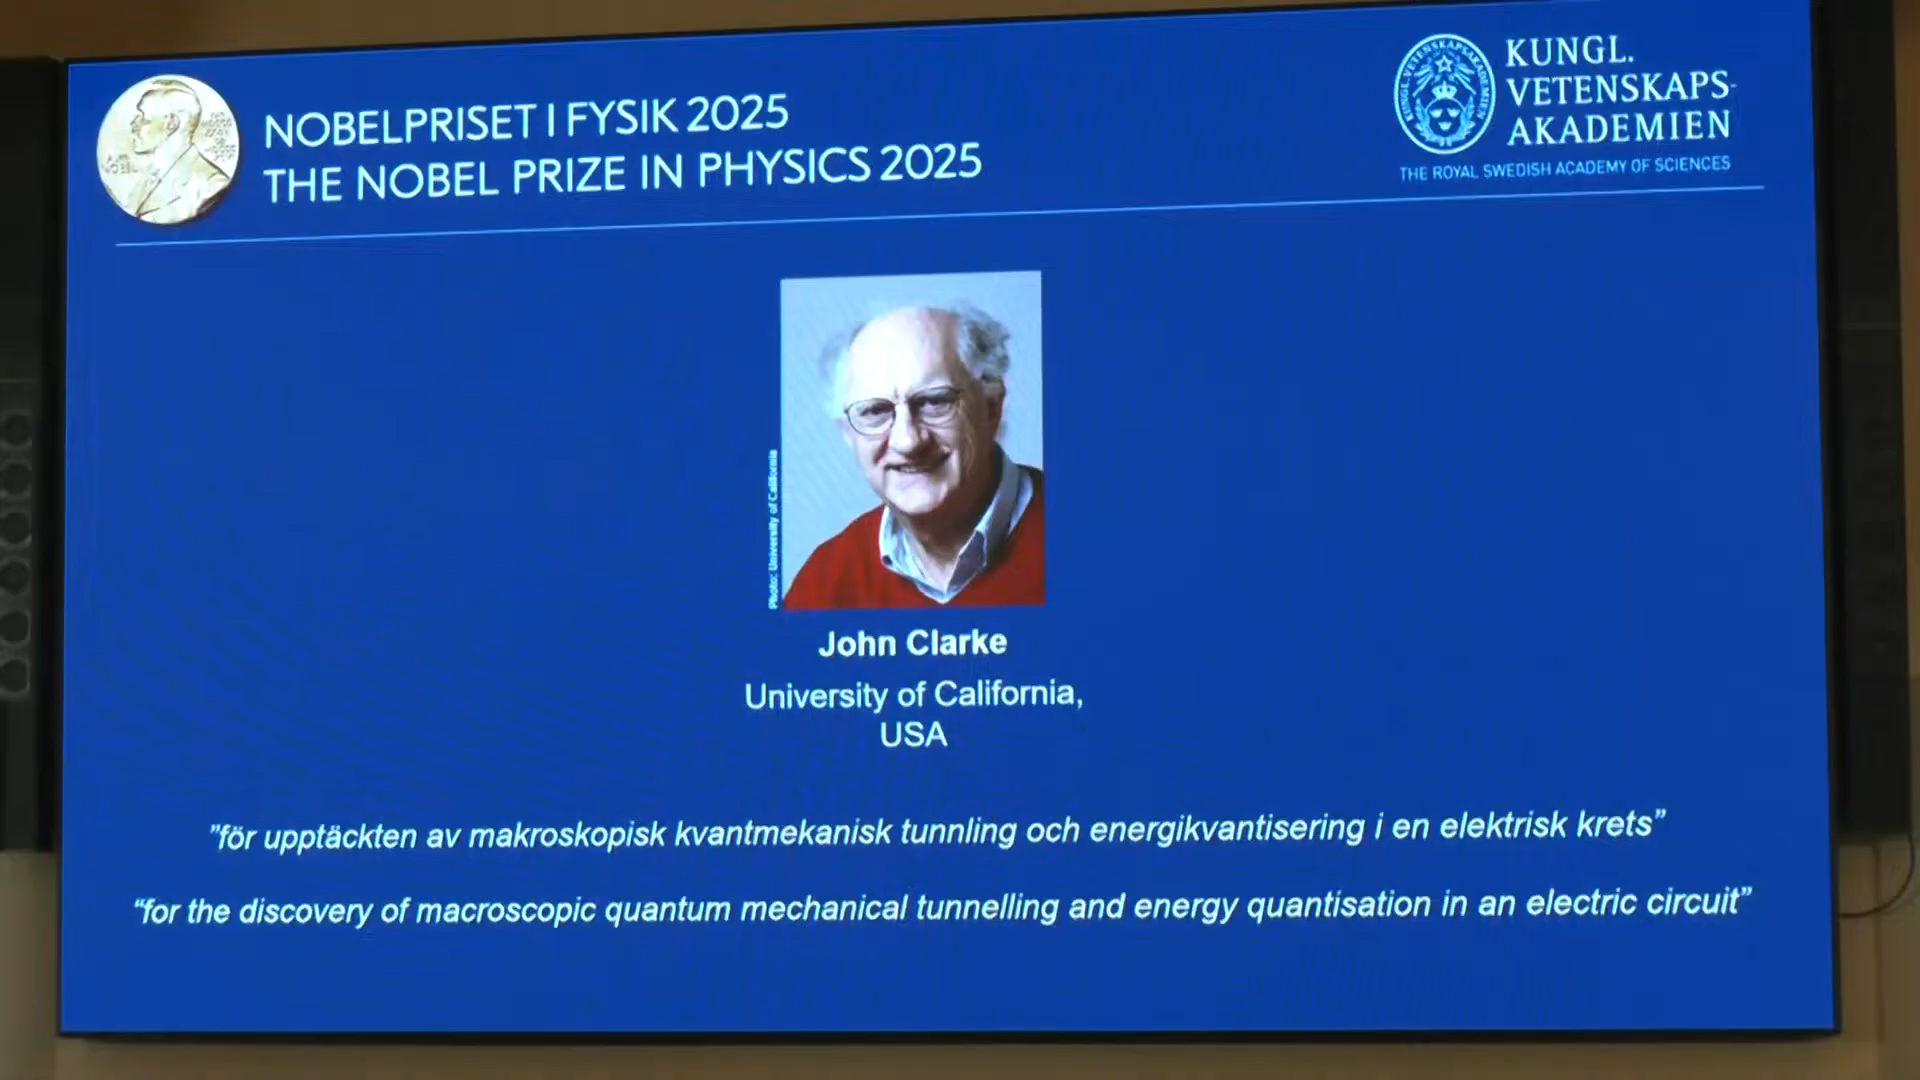 NOBELPRISET I FYSIK 2025
THE NOBEL PRIZE IN PHYSICS 2025
KUNGL.
VETENSKAPS-
AKADEMIEN
THE ROYAL SWEDISH ACADEMY OF SCIENCES
Photo: University of California
John Clarke
University of California,
USA
”för upptäckten av makroskopisk kvantmekanisk tunnling och energikvantisering i en elektrisk krets”
“for the discovery of macroscopic quantum mechanical tunnelling and energy quantisation in an electric circuit”